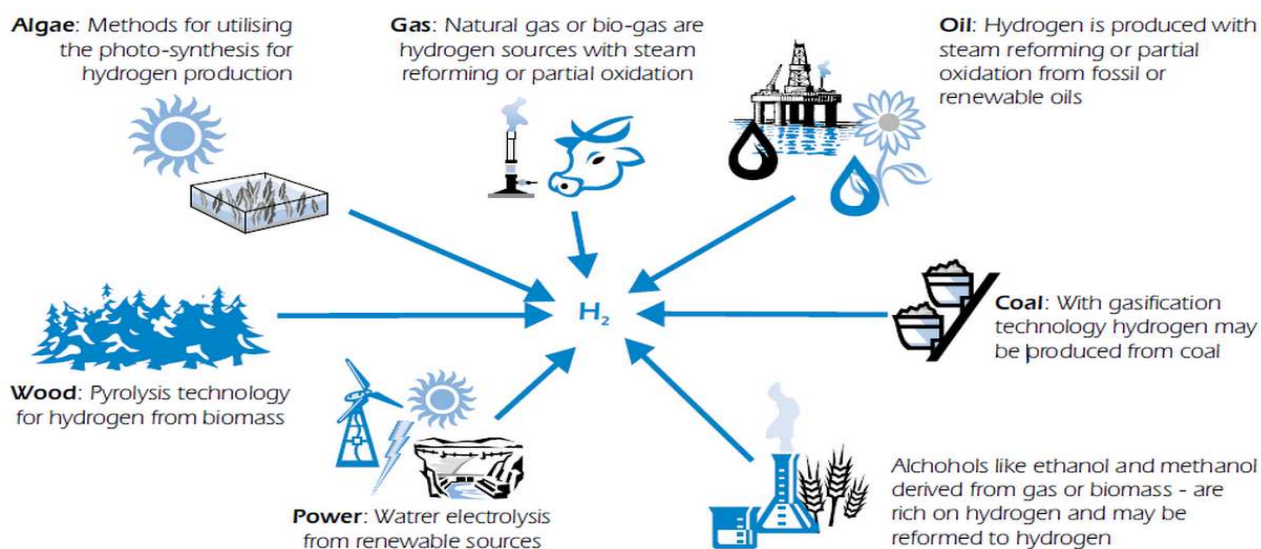 Algae: Methods for utilising
the photo-synthesis for
hydrogen production
Gas: Natural gas or bio-gas are
hydrogen sources with steam
reforming or partial oxidation
Oil: Hydrogen is produced with
steam reforming or partial
oxidation from fossil or
renewable oils
H₂
Coal: With gasification
technology hydrogen may
be produced from coal
Wood: Pyrolysis technology
for hydrogen from biomass
Power: Watrer electrolysis
from renewable sources
Alchohols like ethanol and methanol
derived from gas or biomass - are
rich on hydrogen and may be
reformed to hydrogen